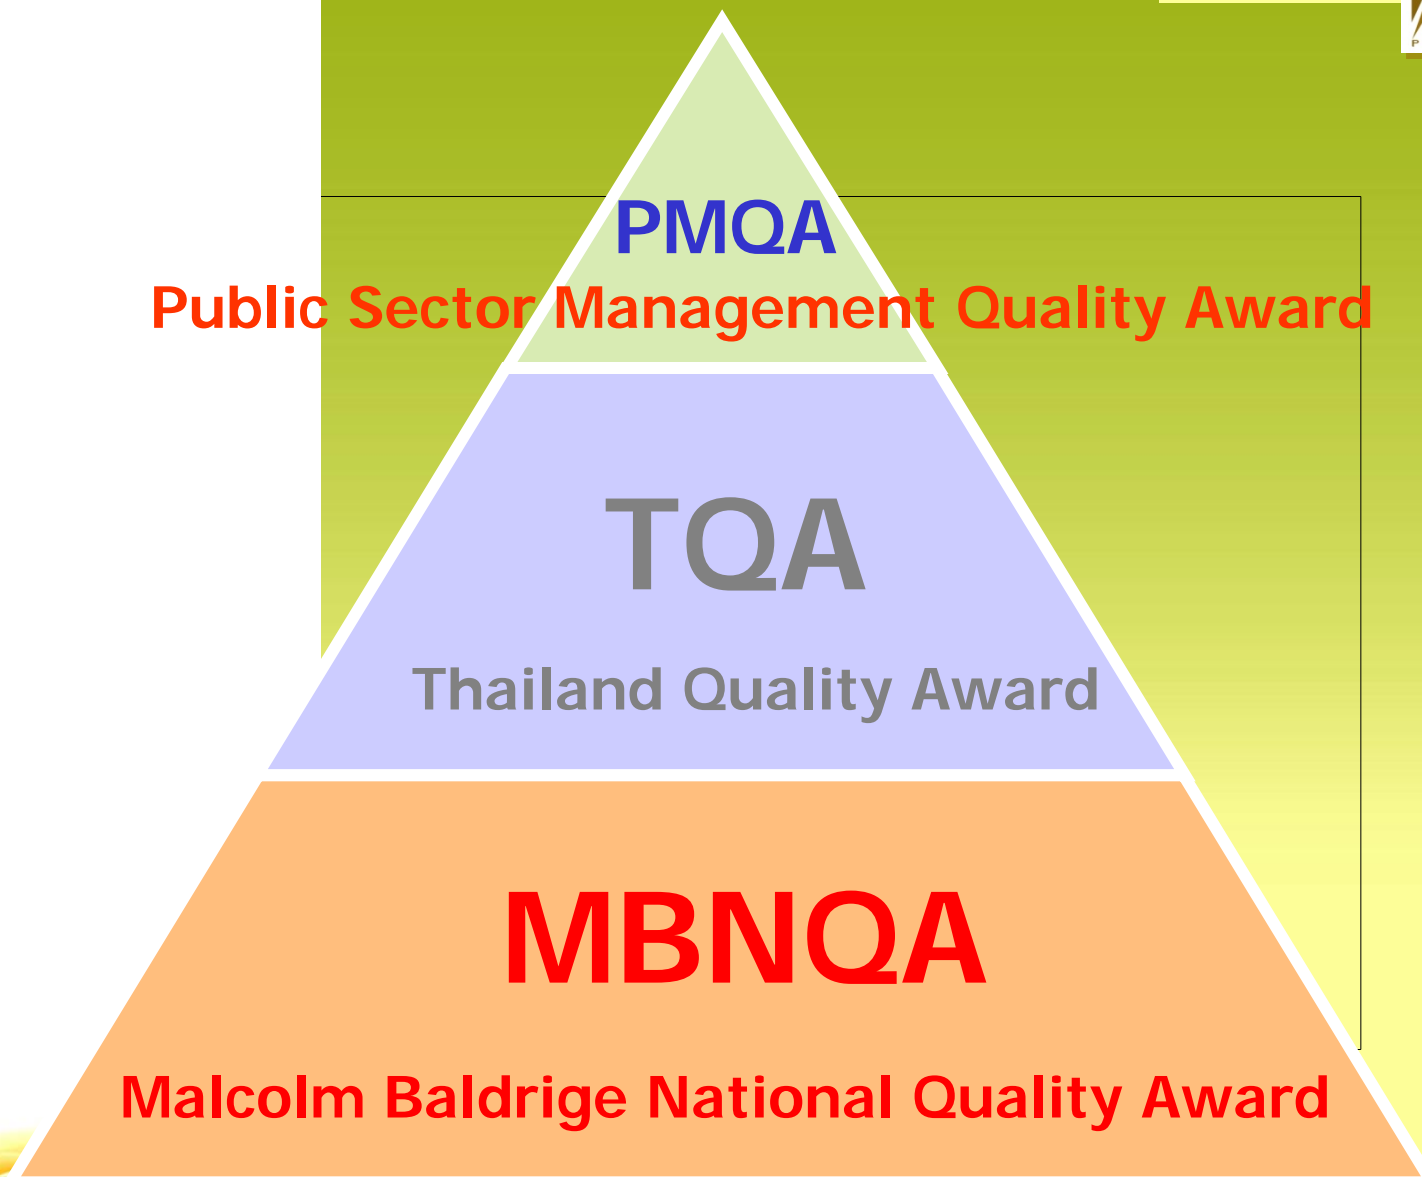 PMQA
Public Sector Management Quality Award
TQA
Thailand Quality Award
MBNQA
Malcolm Baldrige National Quality Award